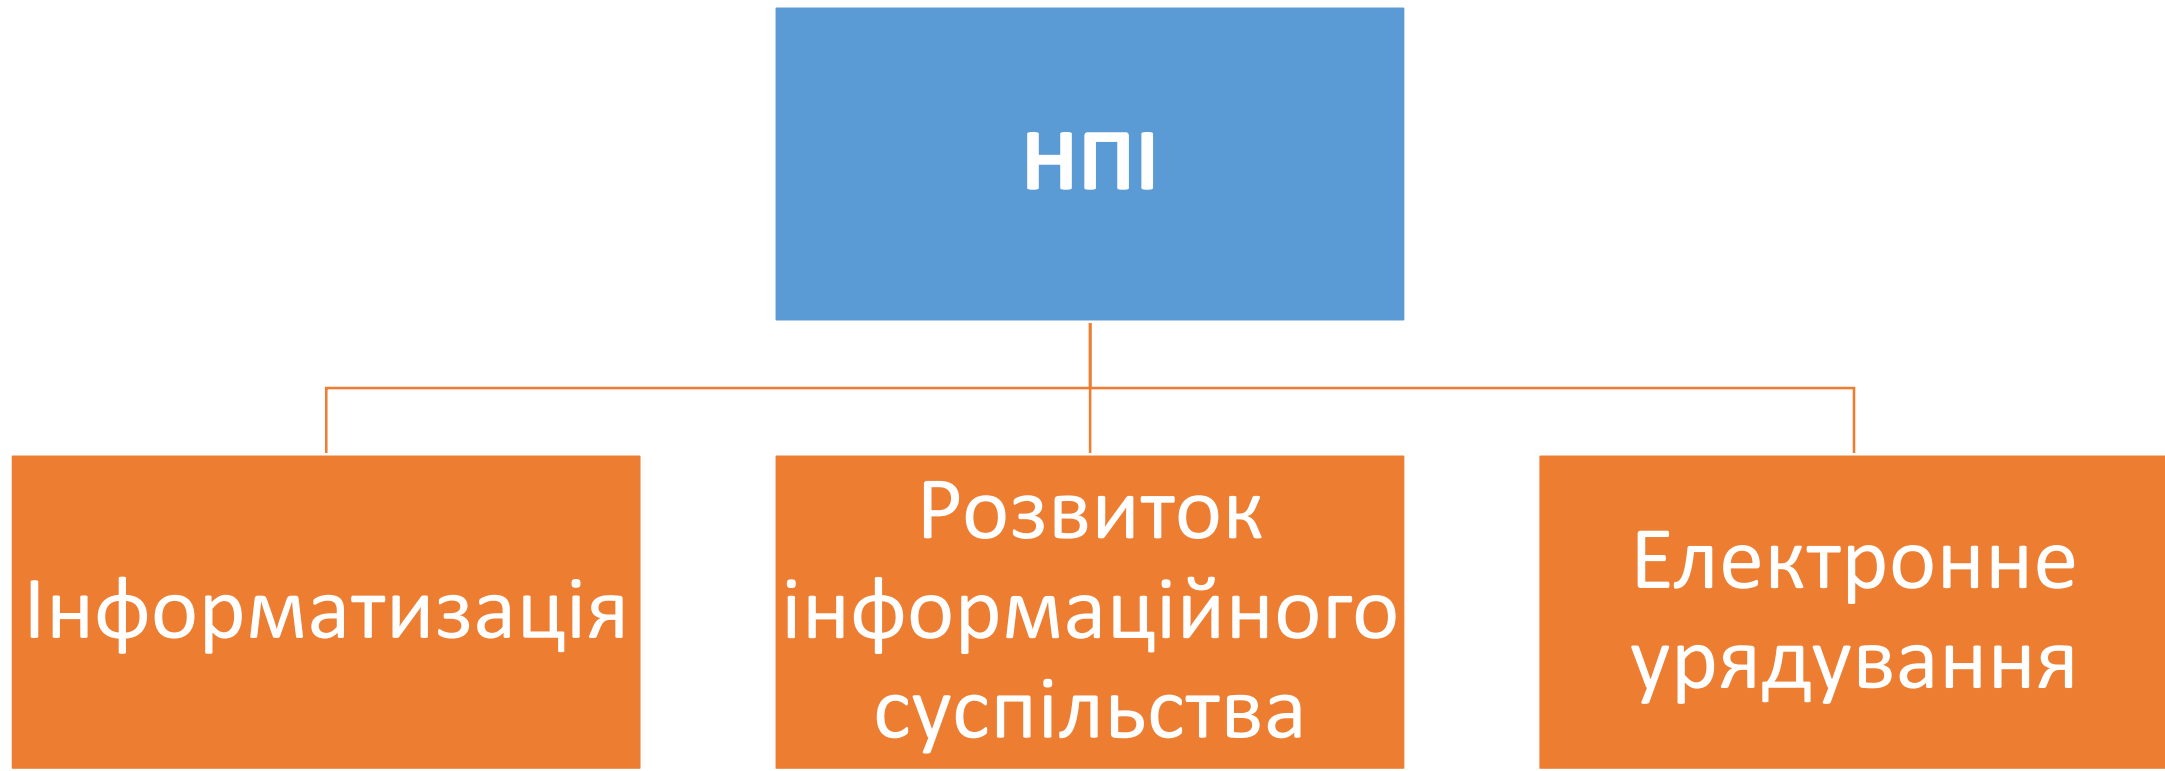 НПІ
Інформатизація
Розвиток
інформаційного
суспільства
Електронне
урядування